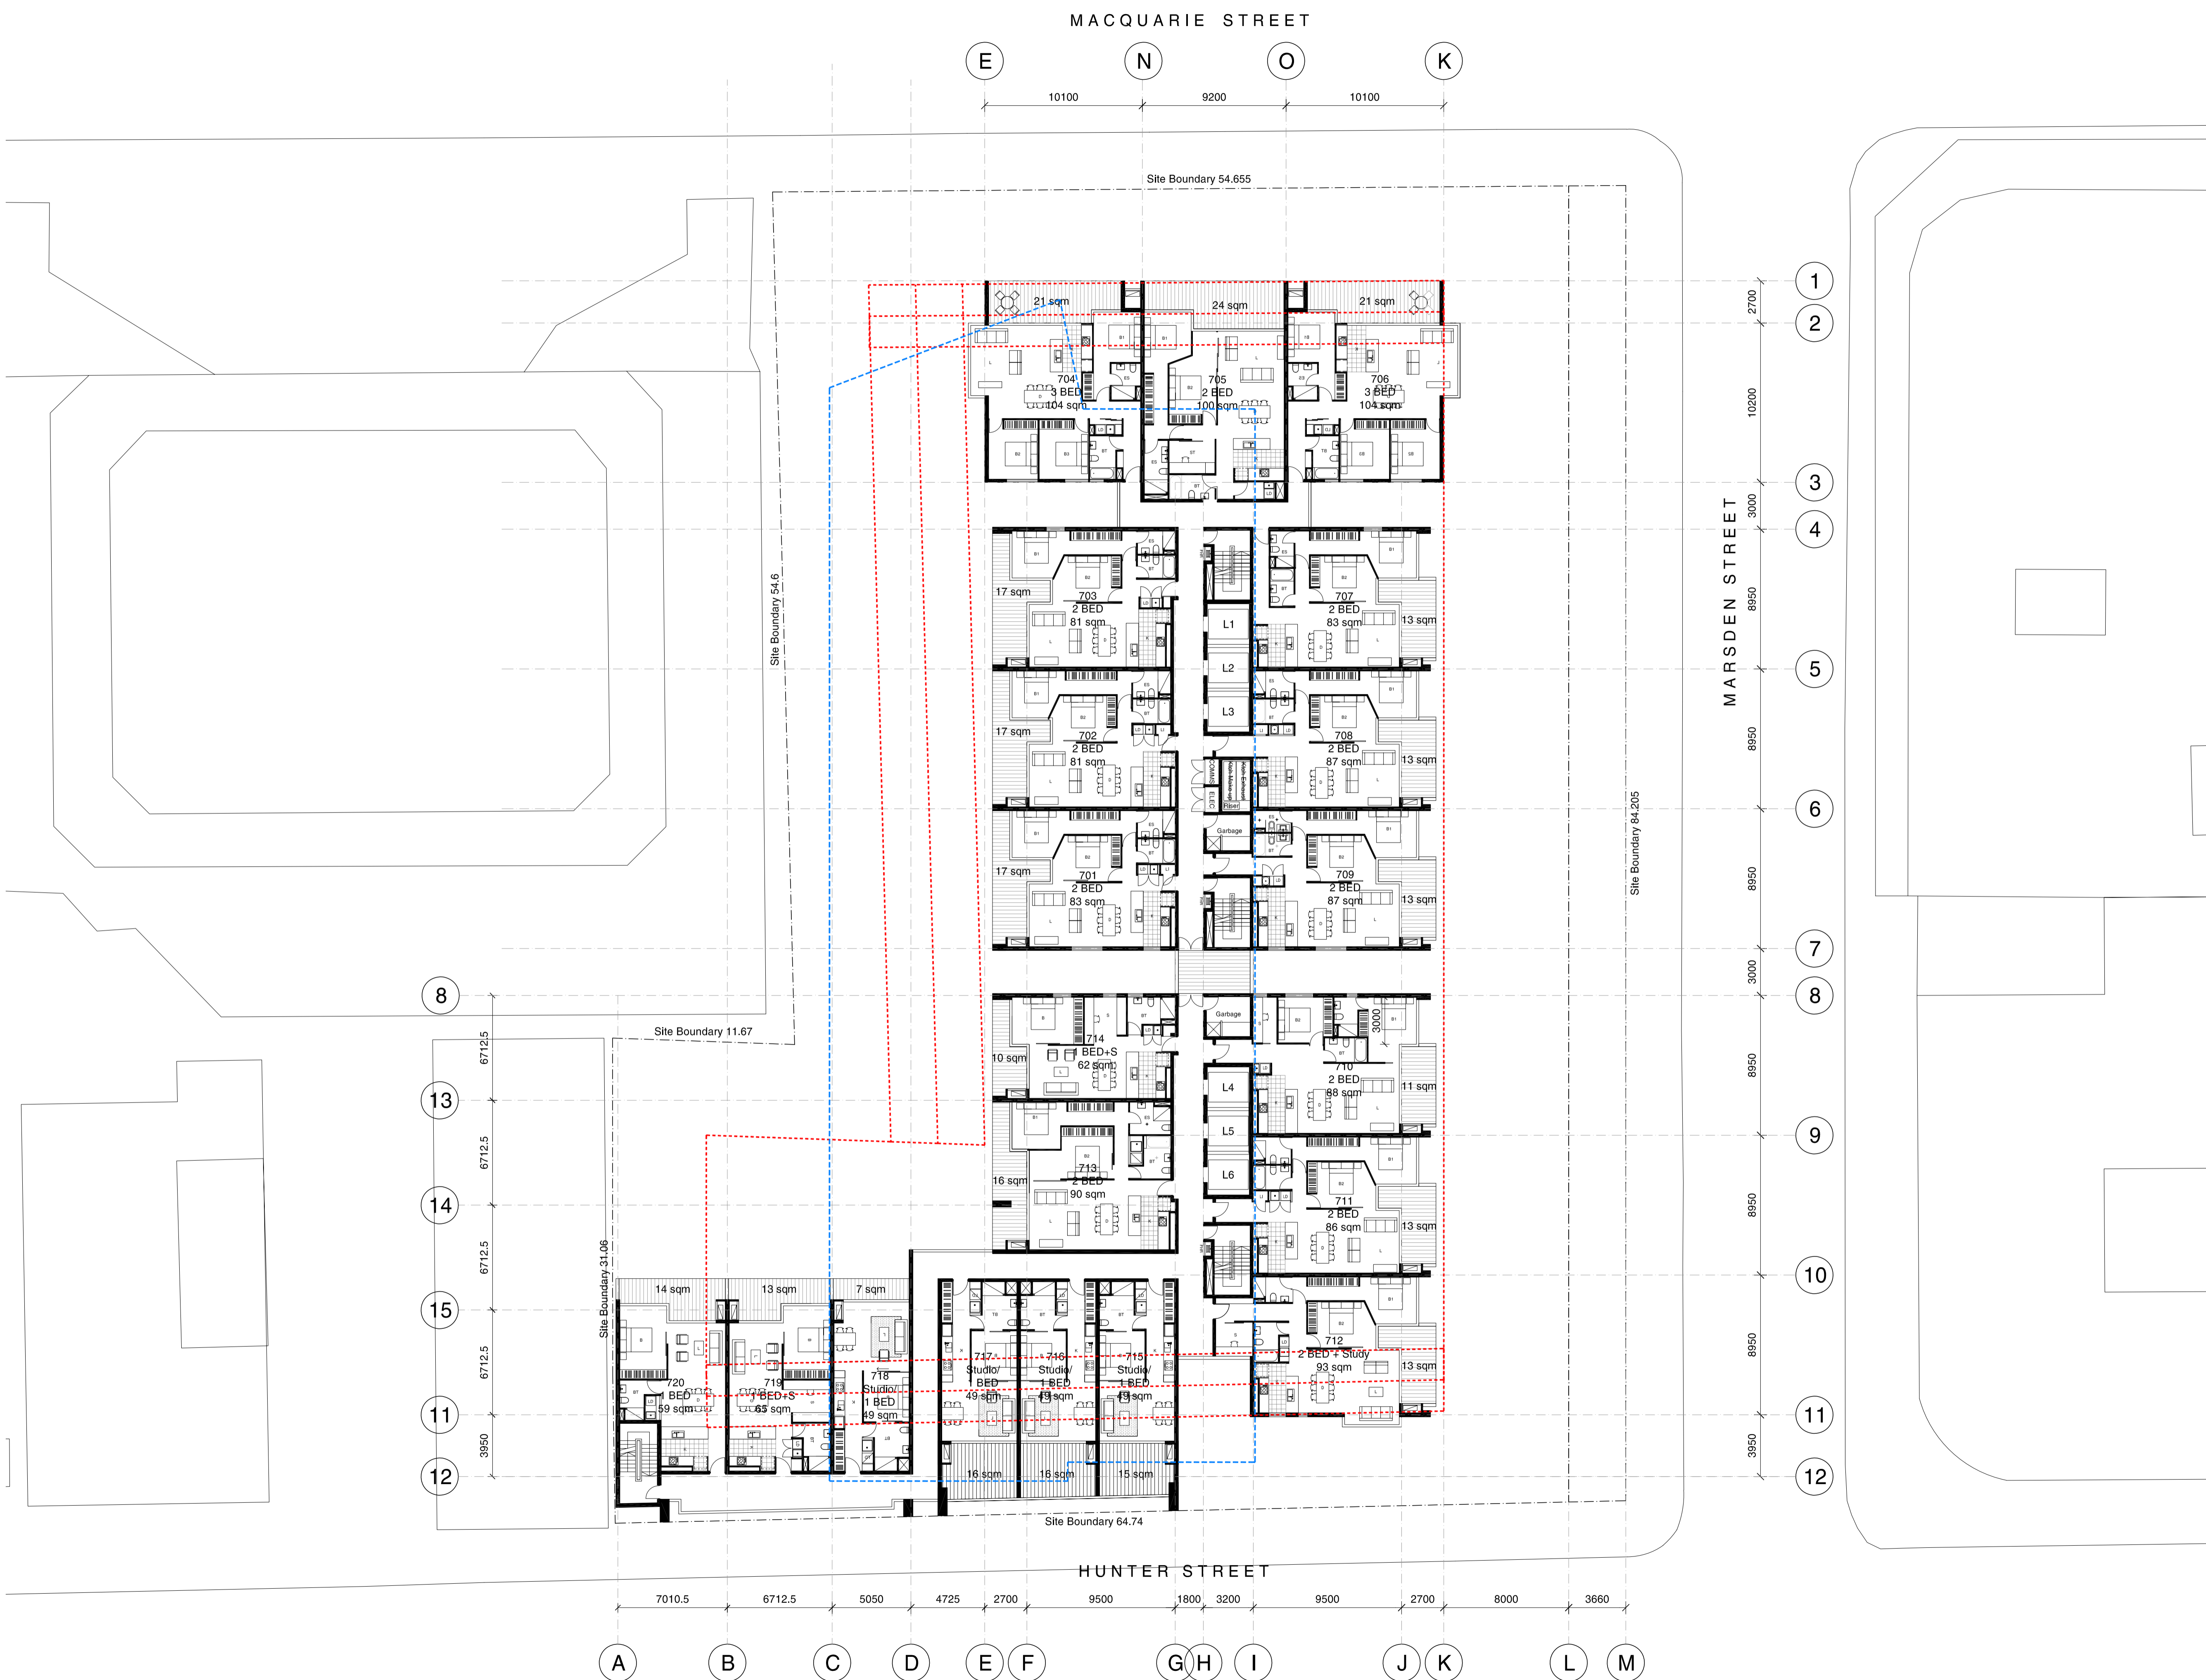 MACQUARIE STREET
E
N
O
K
10100
9200
10100
Site Boundary 54.655
1
2700
2
10200
3
3000
4
8950
5
8950
6
8950
7
3000
8
8950
9
8950
10
8950
11
3950
12
MARSDEN STREET
Site Boundary 84.205
Site Boundary 54.6
21 sqm
24 sqm
21 sqm
704
3 BED
104 sqm
705
2 BED
100 sqm
706
3 BED
104 sqm
17 sqm
703
2 BED
81 sqm
L1
L2
L3
707
2 BED
83 sqm
13 sqm
17 sqm
702
2 BED
81 sqm
708
2 BED
87 sqm
13 sqm
COMMS
ELEC
Riser
Garbage
17 sqm
701
2 BED
83 sqm
709
2 BED
87 sqm
13 sqm
8
6712.5
13
6712.5
14
6712.5
15
6712.5
11
3950
12
Site Boundary 11.67
Site Boundary 31.06
10 sqm
714
1 BED+S
62 sqm
Garbage
3000
L4
L5
L6
710
2 BED
88 sqm
11 sqm
16 sqm
713
2 BED
90 sqm
711
2 BED
86 sqm
13 sqm
14 sqm
13 sqm
7 sqm
720
1 BED
59 sqm
719
1 BED+S
65 sqm
718
Studio/
1 BED
49 sqm
717
Studio/
1 BED
49 sqm
716
Studio/
1 BED
49 sqm
715
Studio/
1 BED
49 sqm
712
2 BED + Study
93 sqm
13 sqm
16 sqm
16 sqm
15 sqm
Site Boundary 64.74
HUNTER STREET
7010.5
6712.5
5050
4725
2700
9500
1800
3200
9500
2700
8000
3660
A
B
C
D
E
F
G
H
I
J
K
L
M